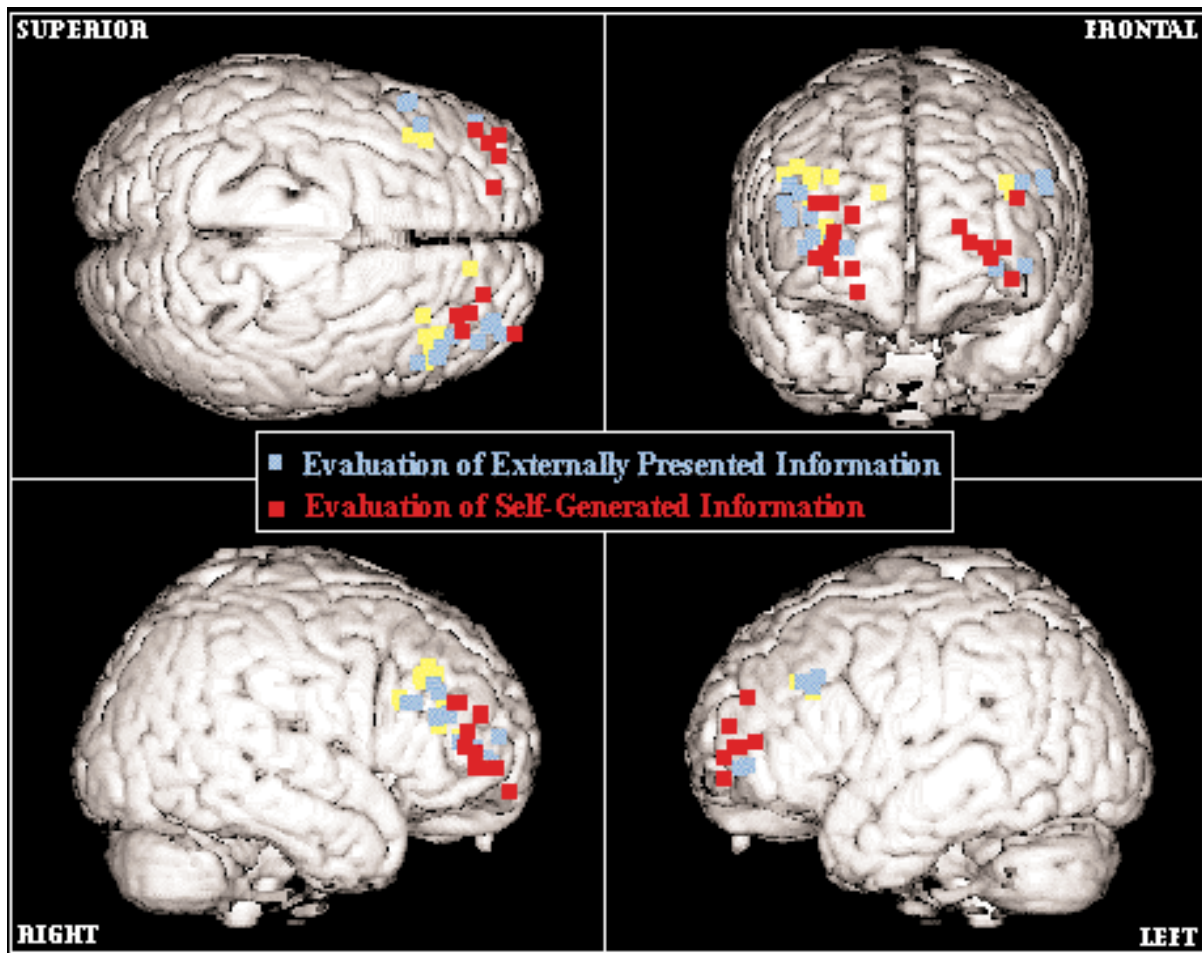 SUPERIOR
FRONTAL
Evaluation of Externally Presented Information
Evaluation of Self-Generated Information
RIGHT
LEFT